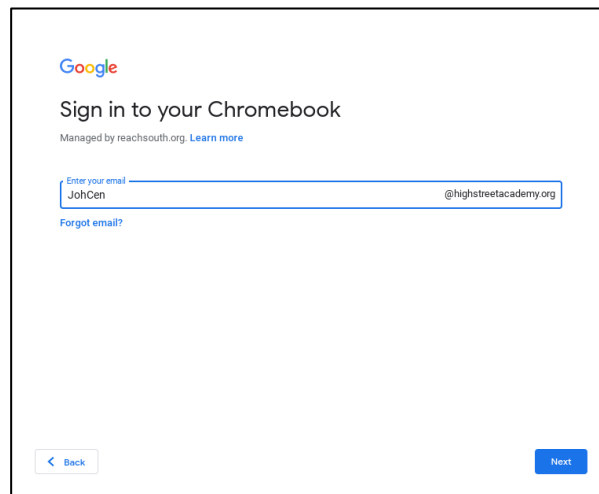 Google
Sign in to your Chromebook
Managed by reachsouth.org. Learn more
Enter your email
JohCen @highstreetacademy.org
Forgot email?
Back Next